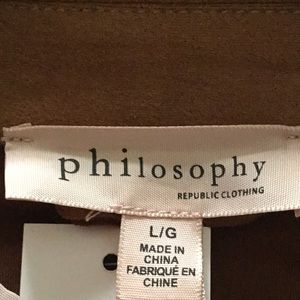 philosophy
REPUBLIC CLOTHING
L/G
MADE IN
CHINA
FABRIQUÉ EN
CHINE